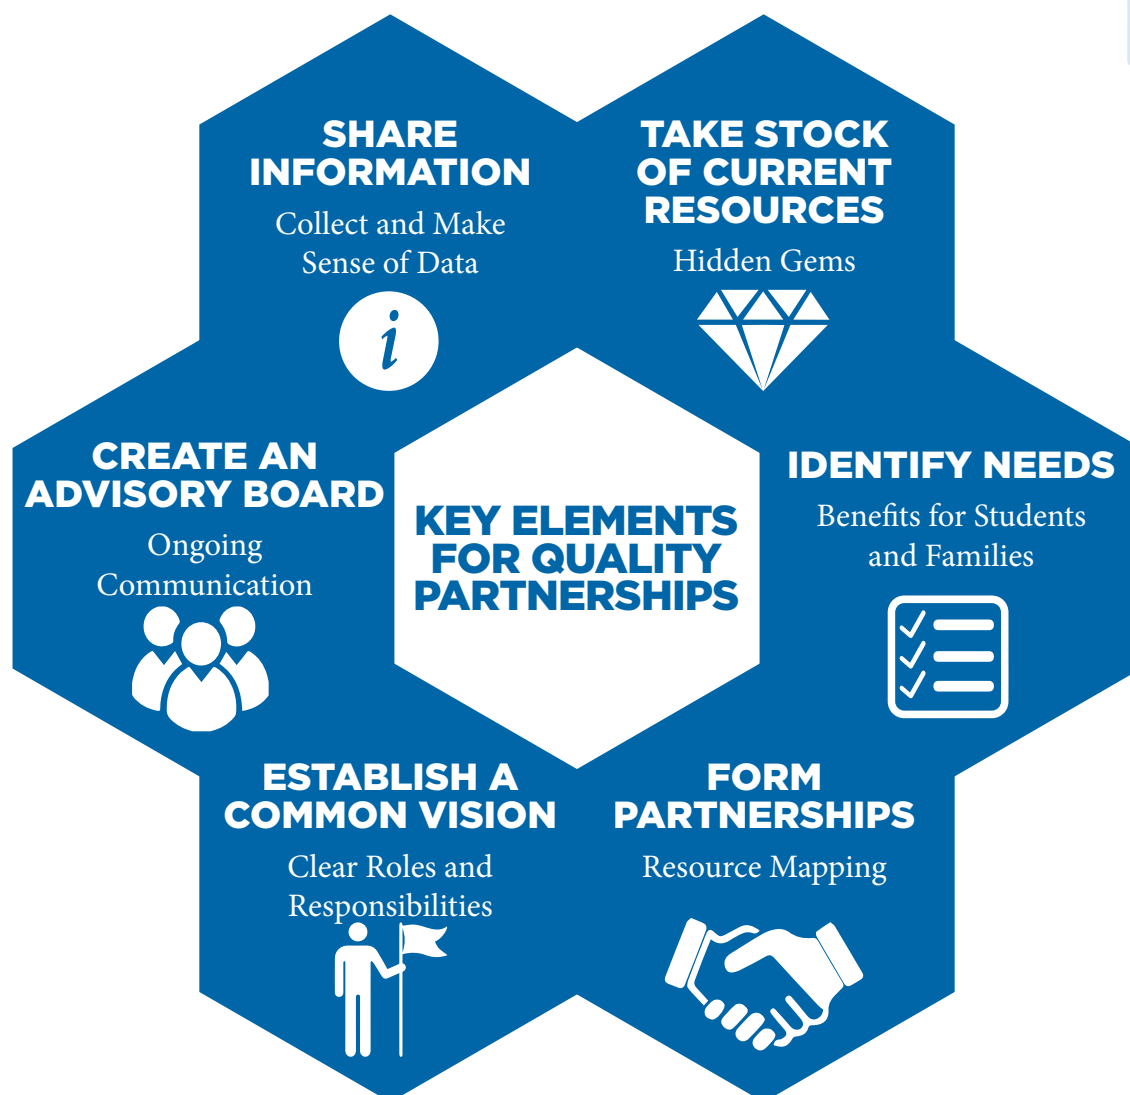 SHARE
INFORMATION
Collect and Make
Sense of Data
i
TAKE STOCK
OF CURRENT
RESOURCES
Hidden Gems
CREATE AN
ADVISORY BOARD
Ongoing
Communication
KEY ELEMENTS
FOR QUALITY
PARTNERSHIPS
IDENTIFY NEEDS
Benefits for Students
and Families
ESTABLISH A
COMMON VISION
Clear Roles and
Responsibilities
FORM
PARTNERSHIPS
Resource Mapping